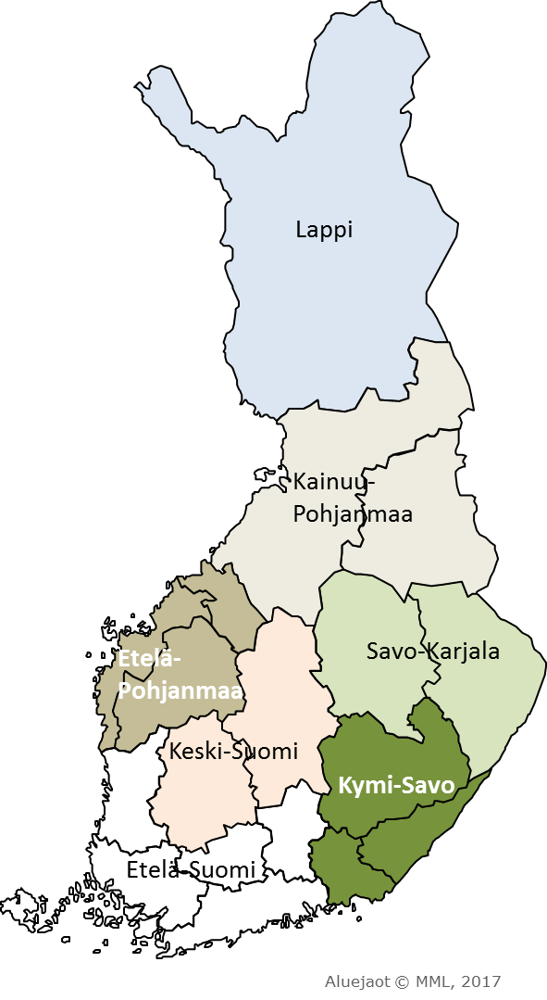 Lappi
Kainuu-
Pohjanmaa
Savo-Karjala
Etelä-
Pohjanmaa
Keski-Suomi
Kymi-Savo
Etelä-Suomi
Aluejaot © MML, 2017